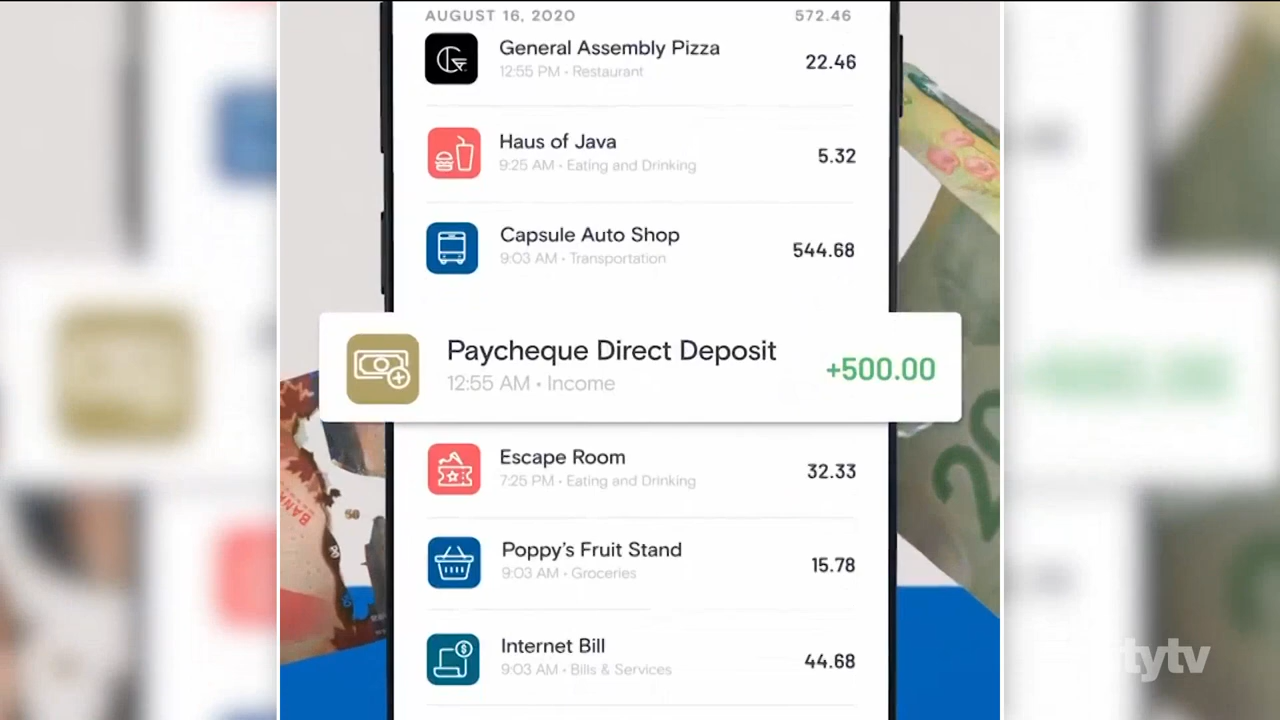 AUGUST 16, 2020 572.46
General Assembly Pizza 22.46
12:55 PM • Restaurant
Haus of Java 5.32
9:25 AM • Eating and Drinking
Capsule Auto Shop 544.68
9:03 AM • Transportation
Paycheque Direct Deposit +500.00
12:55 AM • Income
Escape Room 32.33
7:25 PM • Eating and Drinking
Poppy's Fruit Stand 15.78
9:03 AM • Groceries
Internet Bill 44.68
9:03 AM • Bills & Services
20
50
BANK